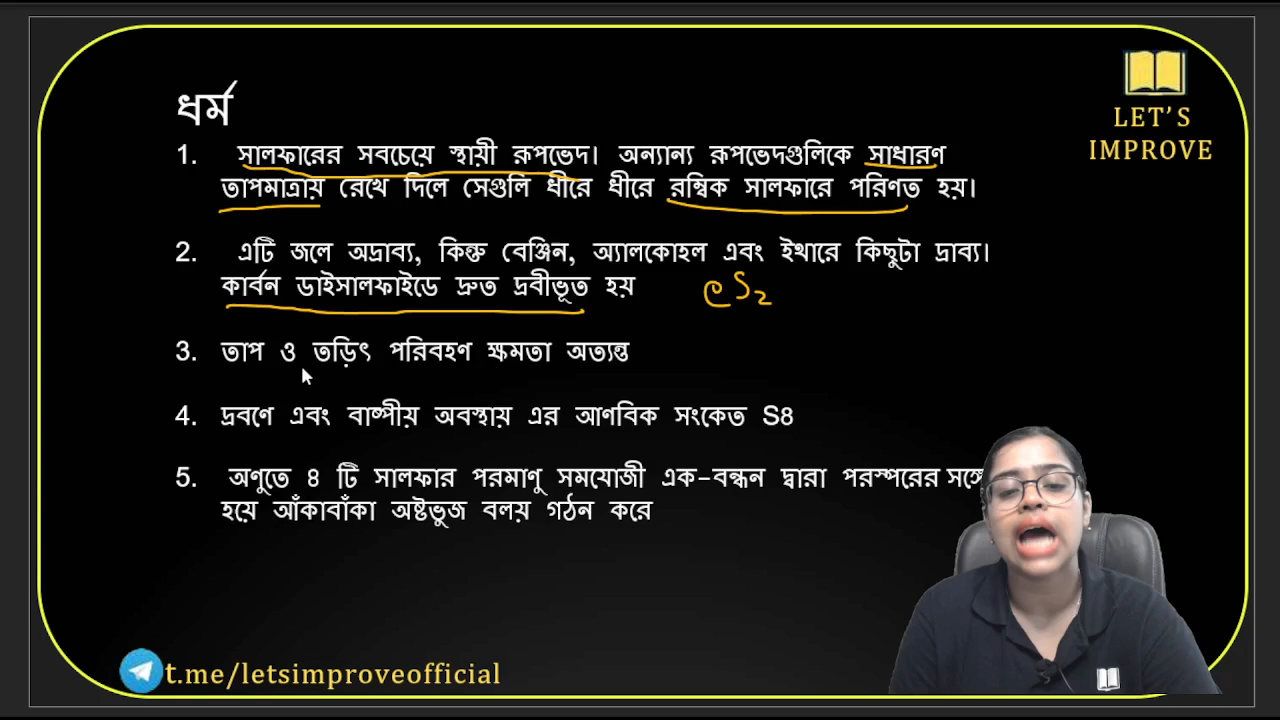 ধর্ম
LET'S
IMPROVE
1. সালফারের সবচেয়ে স্থায়ী রূপভেদ। অন্যান্য রূপভেদগুলিকে সাধারণ
তাপমাত্রায় রেখে দিলে সেগুলি ধীরে ধীরে রম্বিক সালফারে পরিণত হয়।
2. এটি জলে অদ্রাব্য, কিন্তু বেঞ্জিন, অ্যালকোহল এবং ইথারে কিছুটা দ্রাব্য।
কার্বন ডাইসালফাইডে দ্রুত দ্রবীভূত হয় CS2
3. তাপ ও তড়িৎ পরিবহণ ক্ষমতা অত্যন্ত
4. দ্রবণে এবং বাষ্পীয় অবস্থায় এর আণবিক সংকেত S8
5. অণুতে ৪ টি সালফার পরমাণু সমযোজী এক-বন্ধন দ্বারা পরস্পরের সঙ্গে
হয়ে আঁকাবাঁকা অষ্টভুজ বলয় গঠন করে
t.me/letsimproveofficial